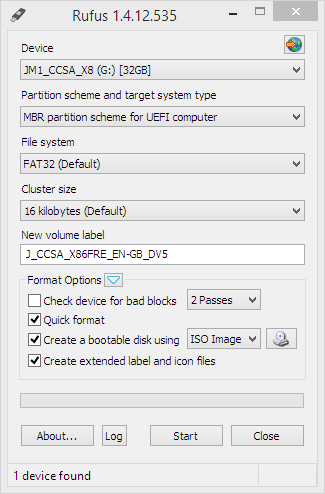 Rufus 1.4.12.535
Device
JM1_CCSA_X8 (G:) [32GB]
Partition scheme and target system type
MBR partition scheme for UEFI computer
File system
FAT32 (Default)
Cluster size
16 kilobytes (Default)
New volume label
J_CCSA_X86FRE_EN-GB_DV5
Format Options
Check device for bad blocks 2 Passes
Quick format
Create a bootable disk using ISO Image
Create extended label and icon files
About... Log Start Close
1 device found